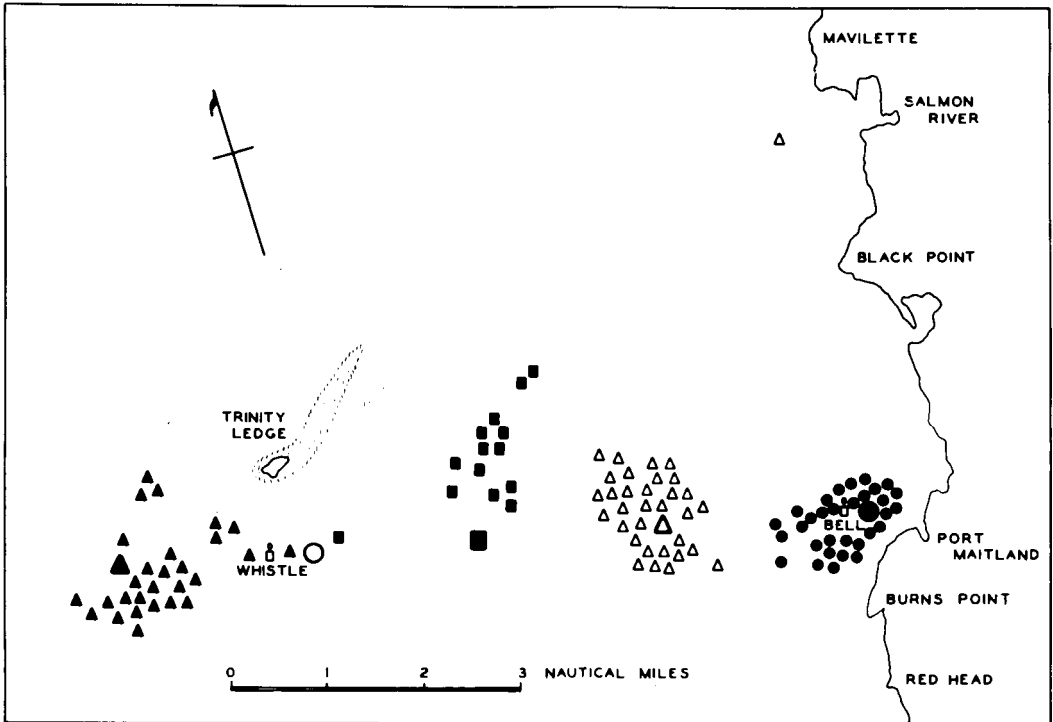 MAVILETTE
SALMON
RIVER
BLACK POINT
TRINITY
LEDGE
WHISTLE
BELL
PORT
MAITLAND
BURNS POINT
0 1 2 3 NAUTICAL MILES
RED HEAD